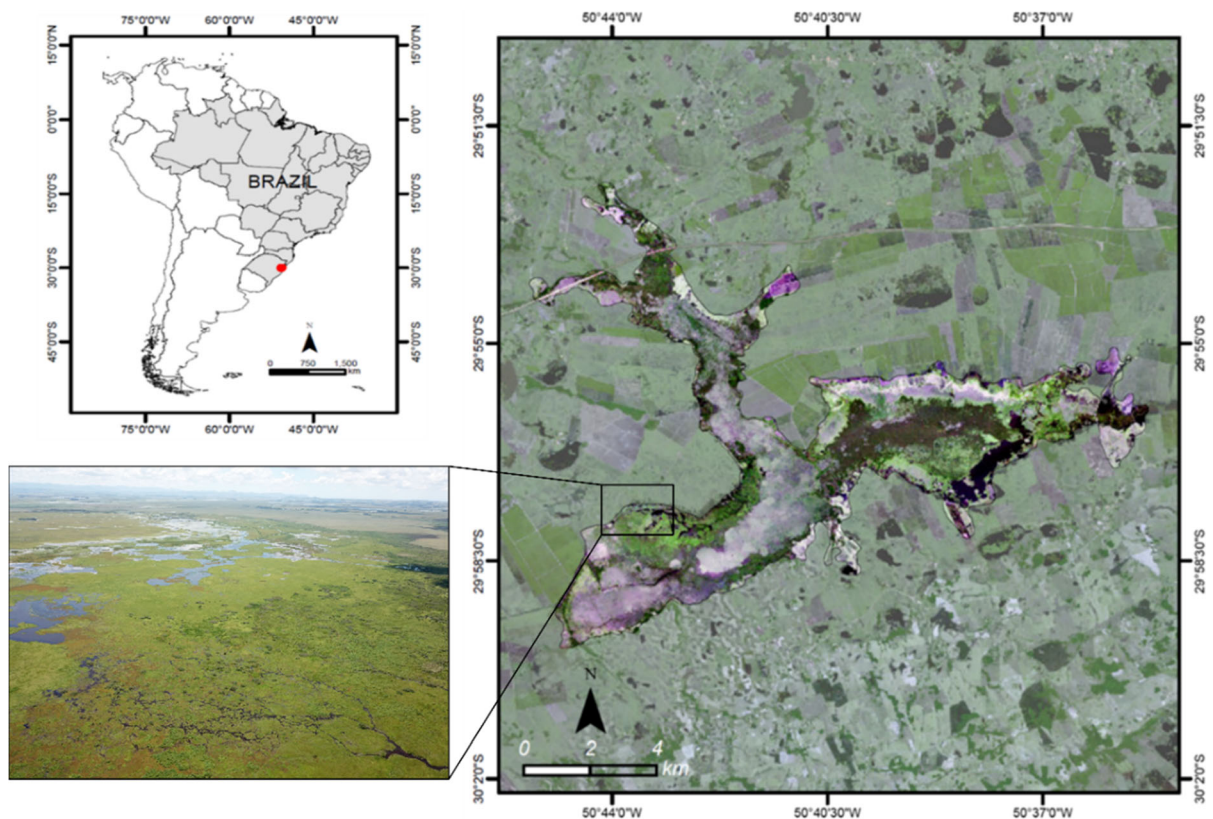 75°0'0"W 60°0'0"W 45°0'0"W
15°0'0"N 15°0'0"N
0°0'0" 0°0'0"
BRAZIL
15°0'0"S 15°0'0"S
30°0'0"S 30°0'0"S
45°0'0"S 45°0'0"S
N
0 750 1,500
km
75°0'0"W 60°0'0"W 45°0'0"W
50°44'0"W 50°40'30"W 50°37'0"W
29°51'30"S 29°51'30"S
29°55'0"S 29°55'0"S
29°58'30"S 29°58'30"S
30°2'0"S 30°2'0"S
N
0 2 4
km
50°44'0"W 50°40'30"W 50°37'0"W